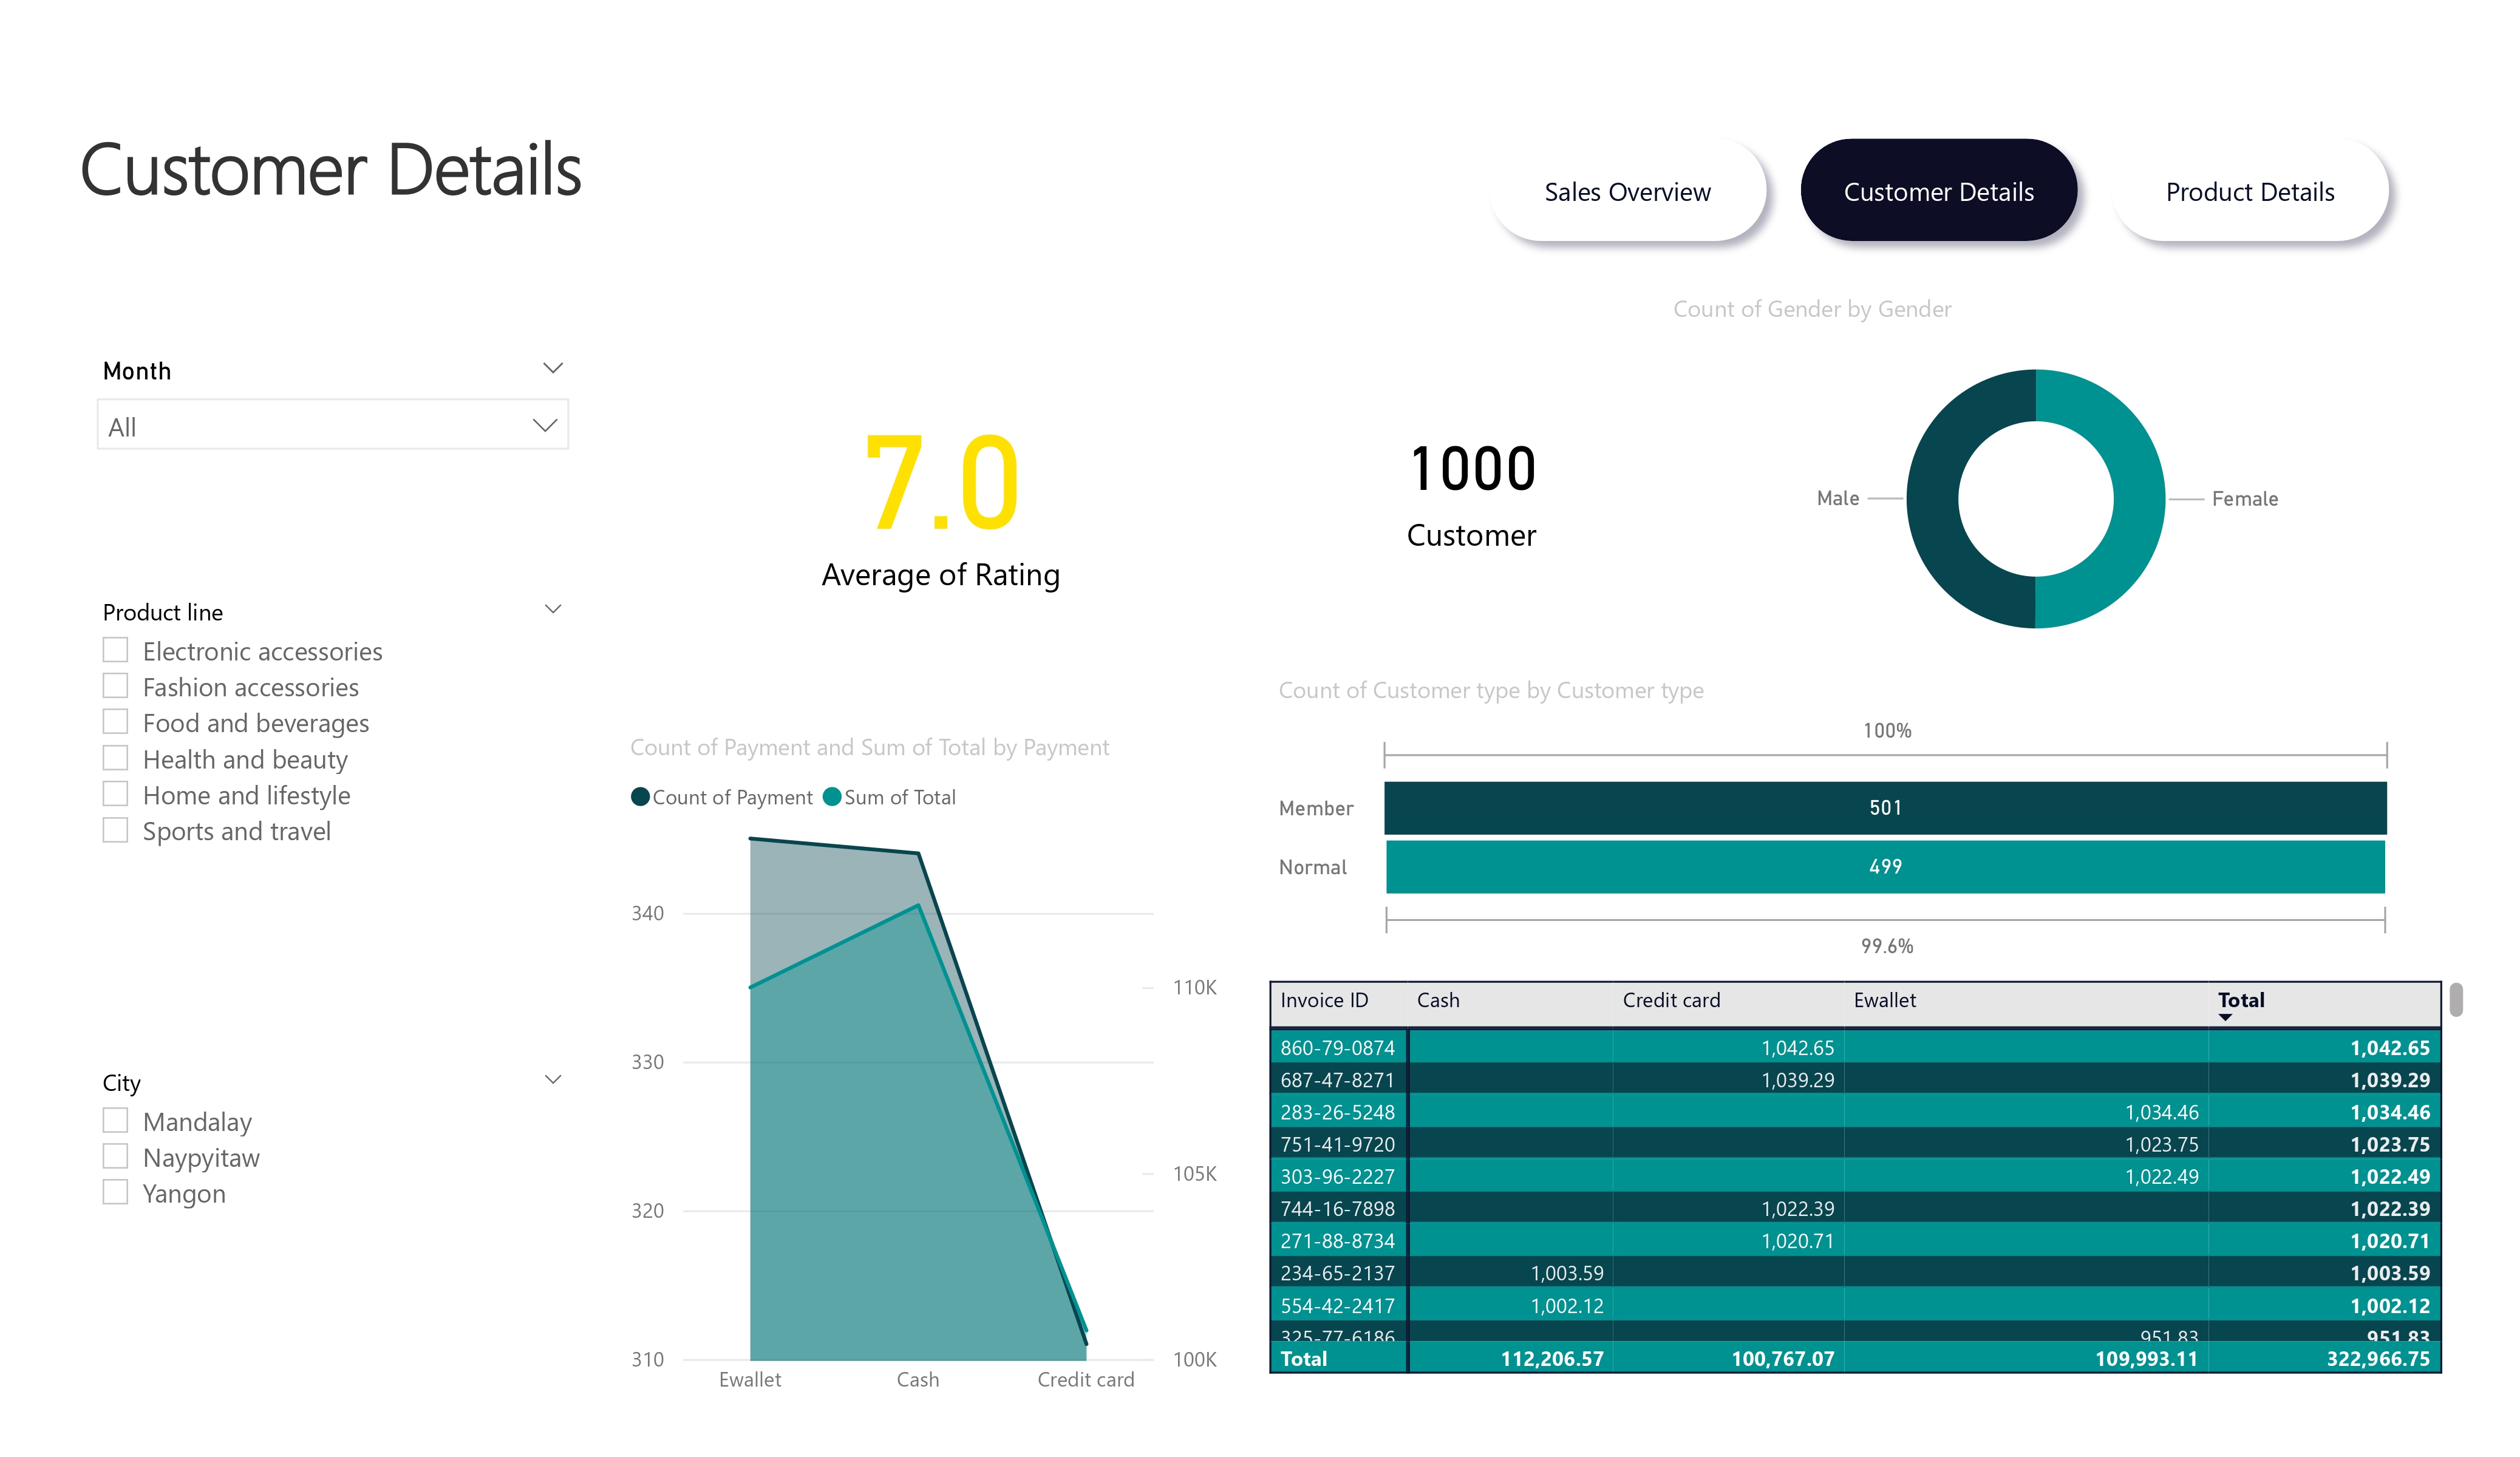 Customer Details
Sales Overview
Customer Details
Product Details
Month
All
Product line
Electronic accessories
Fashion accessories
Food and beverages
Health and beauty
Home and lifestyle
Sports and travel
City
Mandalay
Naypyitaw
Yangon
7.0
Average of Rating
1000
Customer
Count of Gender by Gender
Male
Female
Count of Payment and Sum of Total by Payment
Count of Payment Sum of Total
340
330
320
310
110K
105K
100K
Ewallet Cash Credit card
Count of Customer type by Customer type
100%
Member 501
Normal 499
99.6%
Invoice ID Cash Credit card Ewallet Total
860-79-0874 1,042.65 1,042.65
687-47-8271 1,039.29 1,039.29
283-26-5248 1,034.46 1,034.46
751-41-9720 1,023.75 1,023.75
303-96-2227 1,022.49 1,022.49
744-16-7898 1,022.39 1,022.39
271-88-8734 1,020.71 1,020.71
234-65-2137 1,003.59 1,003.59
554-42-2417 1,002.12 1,002.12
325-77-6186 951.83 951.83
Total 112,206.57 100,767.07 109,993.11 322,966.75